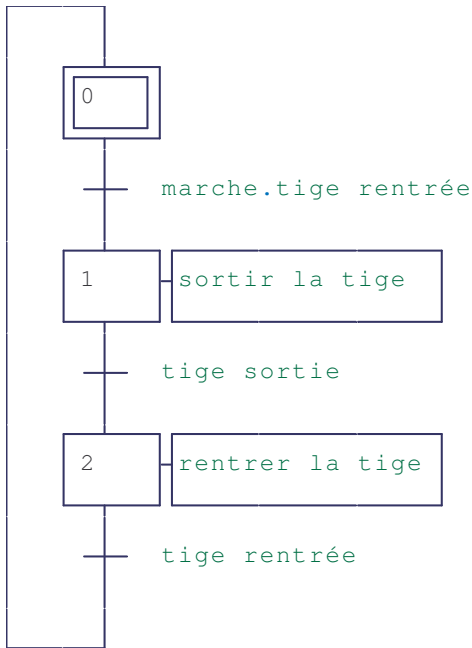 0
marche.tige rentrée
1 sortir la tige
tige sortie
2 rentrer la tige
tige rentrée